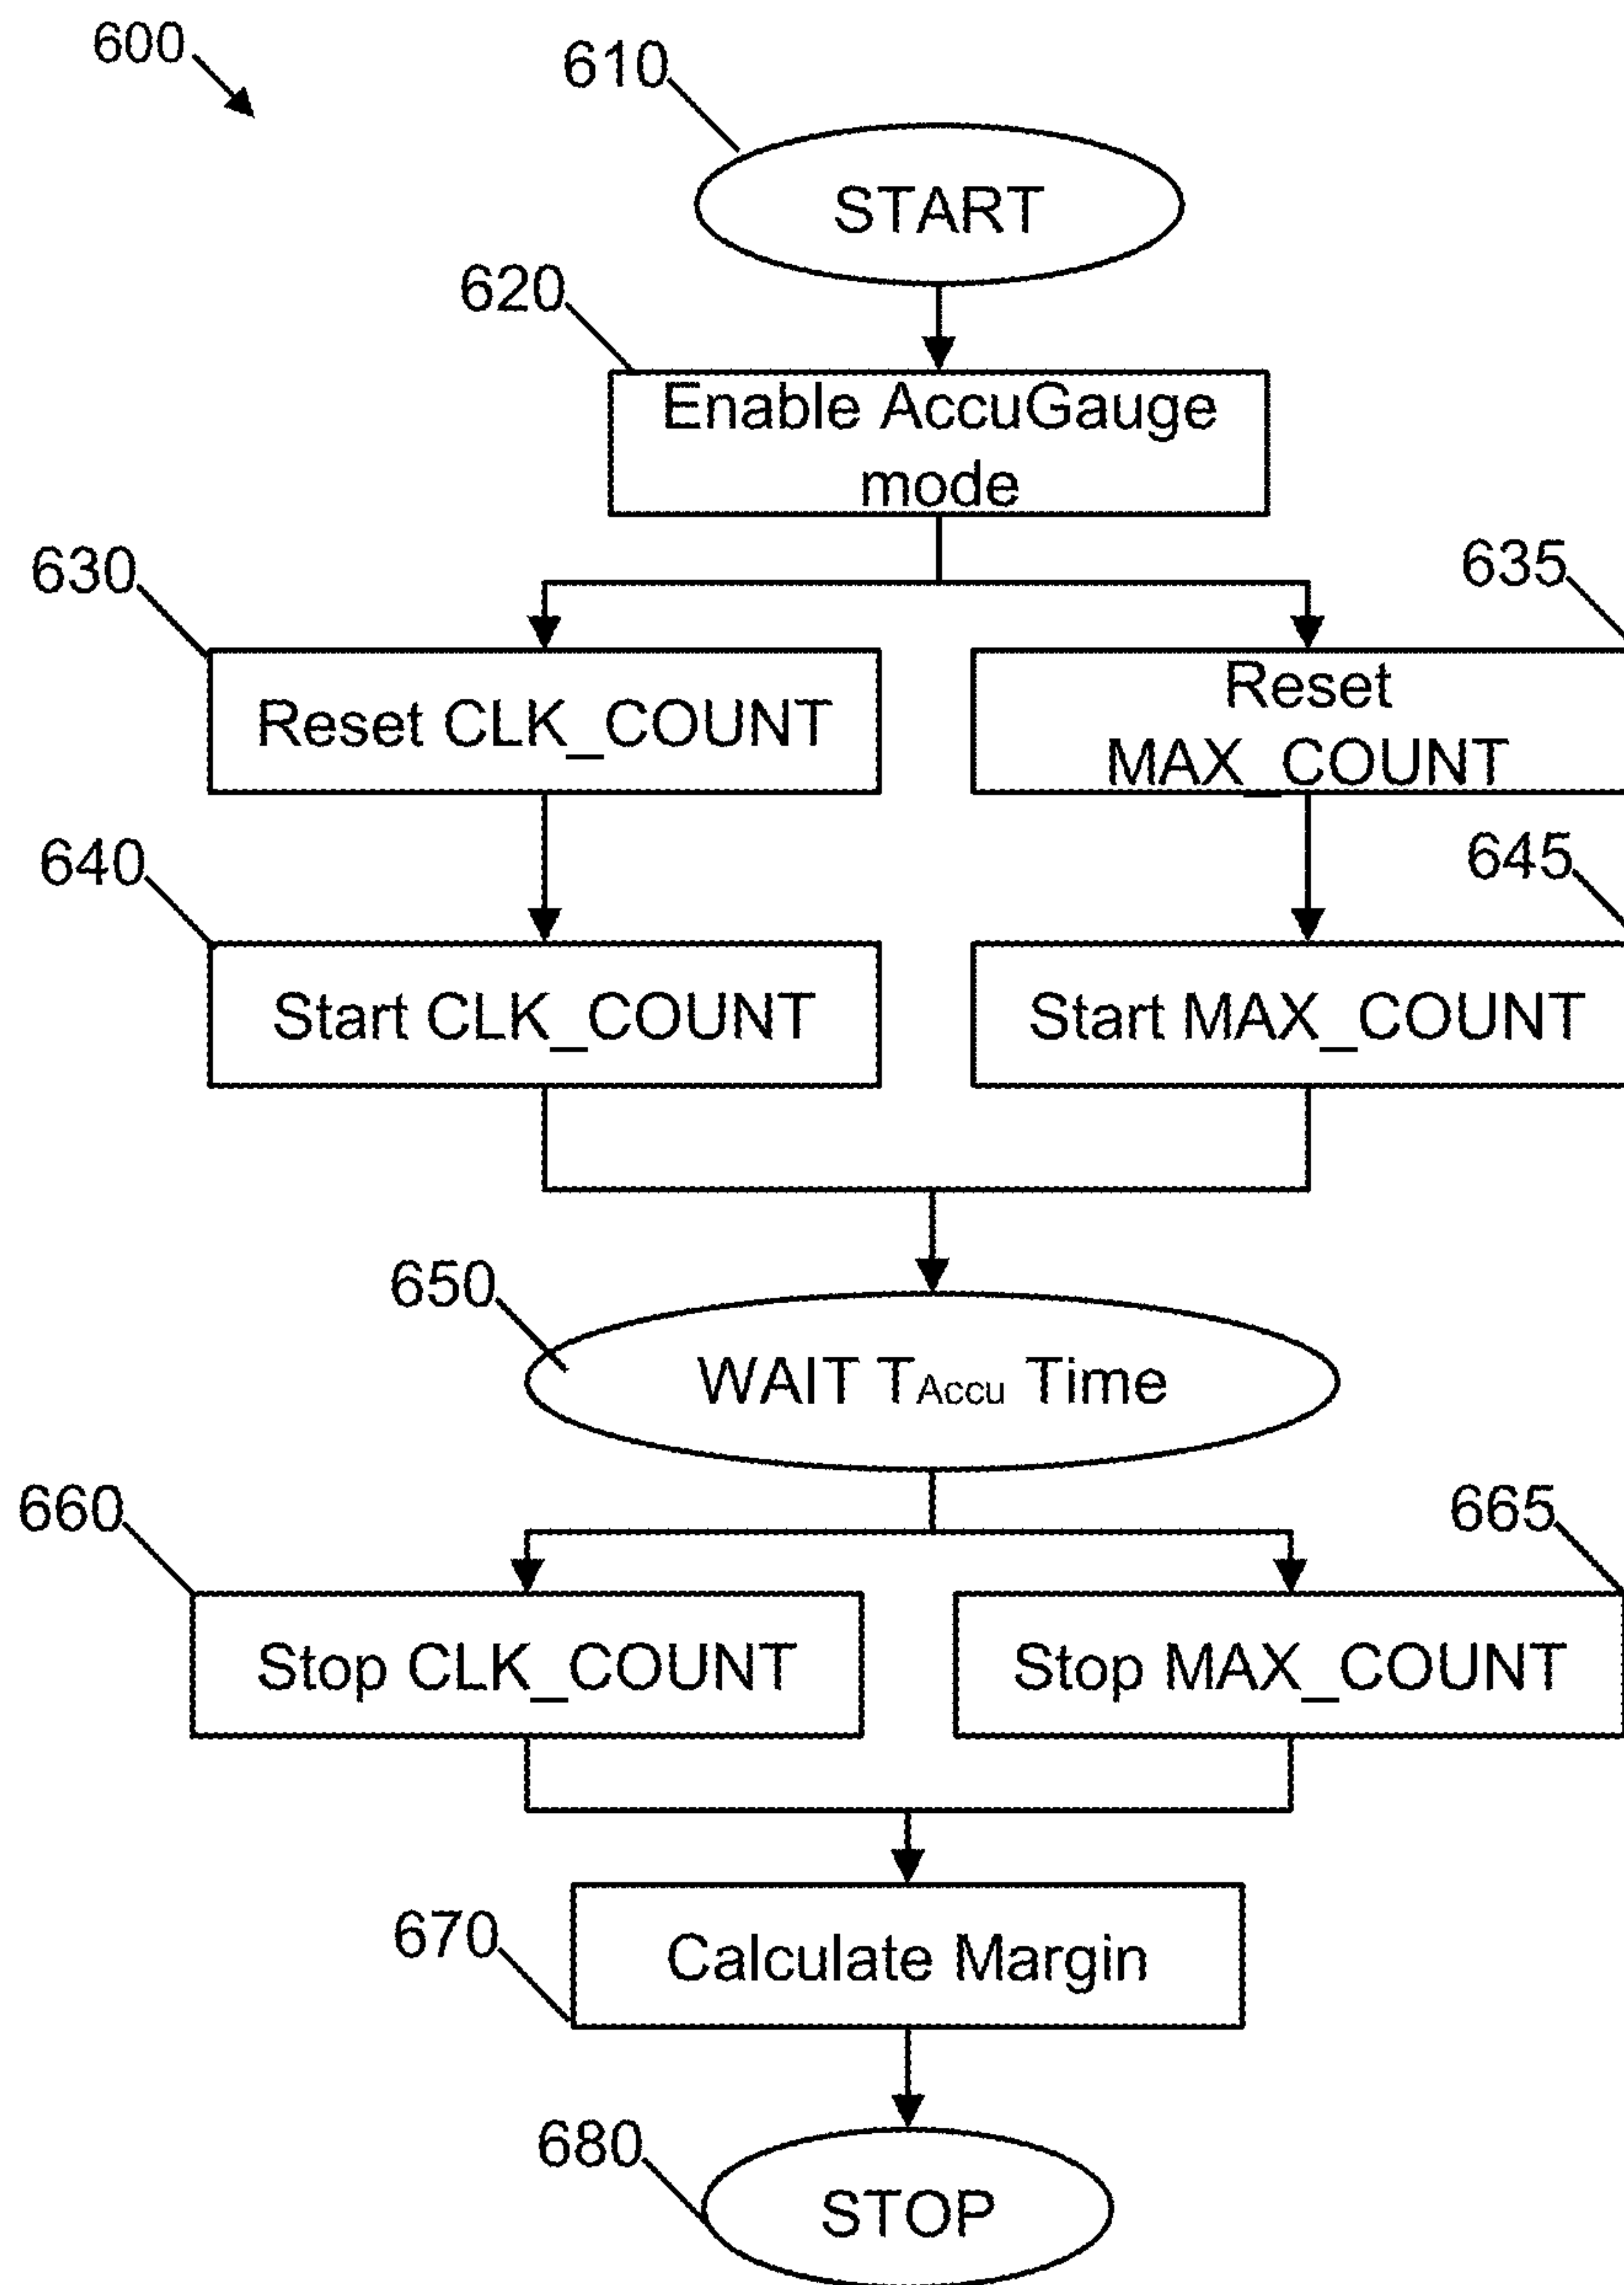 600
610
START
620
Enable AccuGauge
mode
630
635
Reset CLK_COUNT
Reset
MAX_COUNT
640
645
Start CLK_COUNT
Start MAX_COUNT
650
WAIT TAccu Time
660
665
Stop CLK_COUNT
Stop MAX_COUNT
670
Calculate Margin
680
STOP